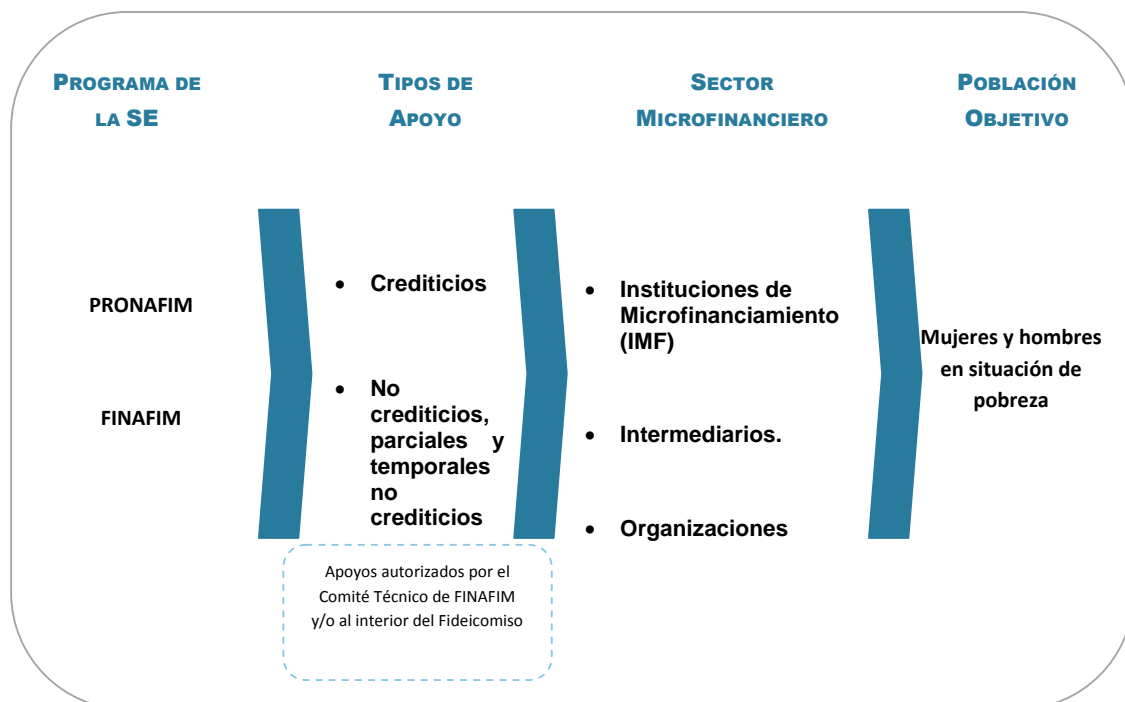 PROGRAMA DE
LA SE
TIPOS DE
APOYO
SECTOR
MICROFINANCIERO
POBLACIÓN
OBJETIVO
PRONAFIM
FINAFIM
• Crediticios
• No
crediticios,
parciales y
temporales
no
crediticios
Apoyos autorizados por el
Comité Técnico de FINAFIM
y/o al interior del Fideicomiso
• Instituciones de
Microfinanciamiento
(IMF)
• Intermediarios.
• Organizaciones
Mujeres y hombres
en situación de
pobreza